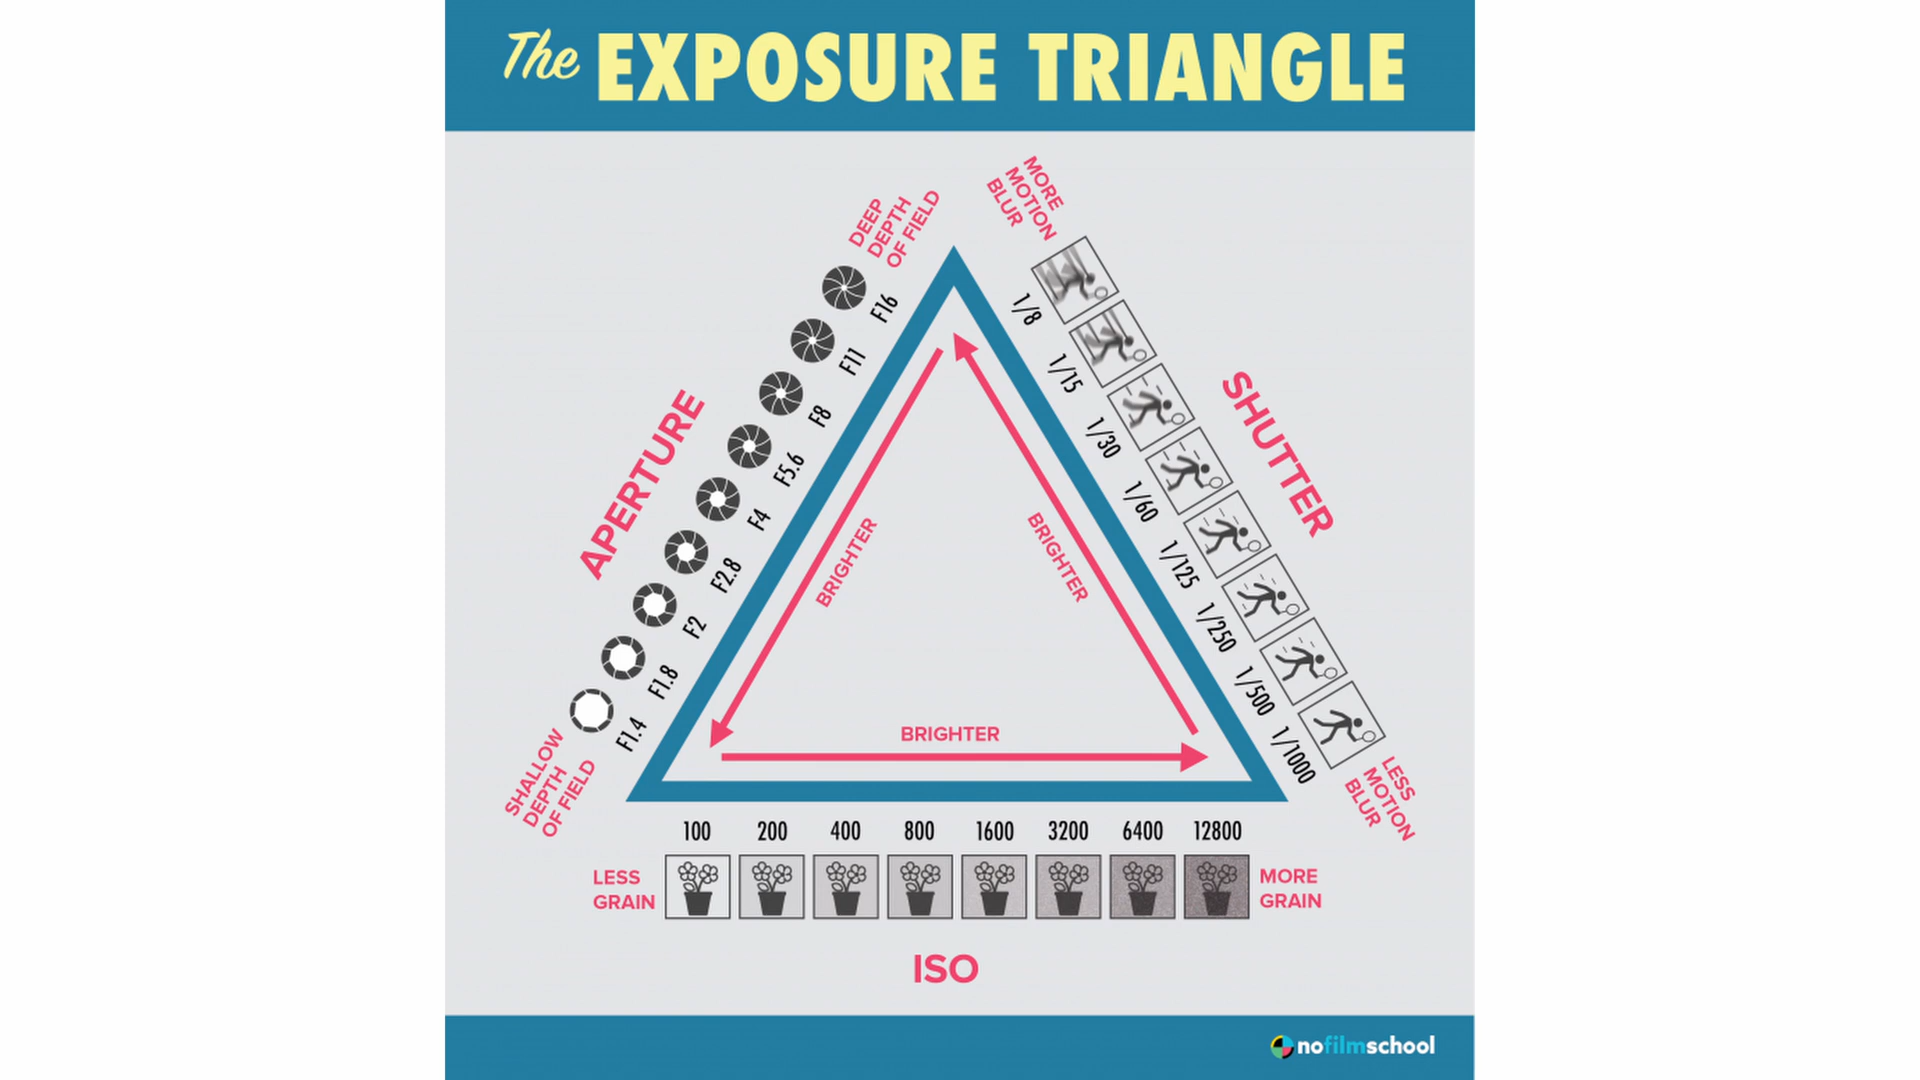 The EXPOSURE TRIANGLE
DEEP
DEPTH
OF FIELD
MORE
MOTION
BLUR
APERTURE
F16
F11
F8
F5.6
F4
F2.8
F2
F1.8
F1.4
SHALLOW
DEPTH
OF FIELD
BRIGHTER
BRIGHTER
BRIGHTER
SHUTTER
1/8
1/15
1/30
1/60
1/125
1/250
1/500
1/1000
LESS
MOTION
BLUR
100 200 400 800 1600 3200 6400 12800
LESS
GRAIN
MORE
GRAIN
ISO
nofilmschool